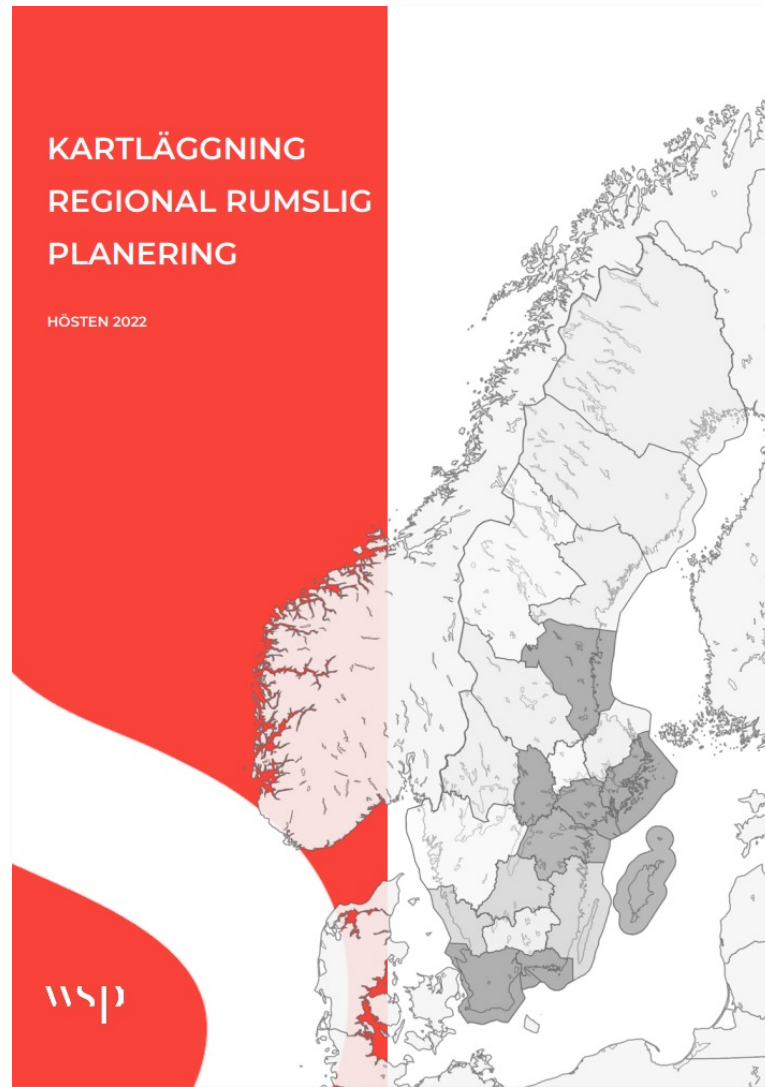 KARTLÄGGNING
REGIONAL RUMSLIG
PLANERING
HÖSTEN 2022
wsp